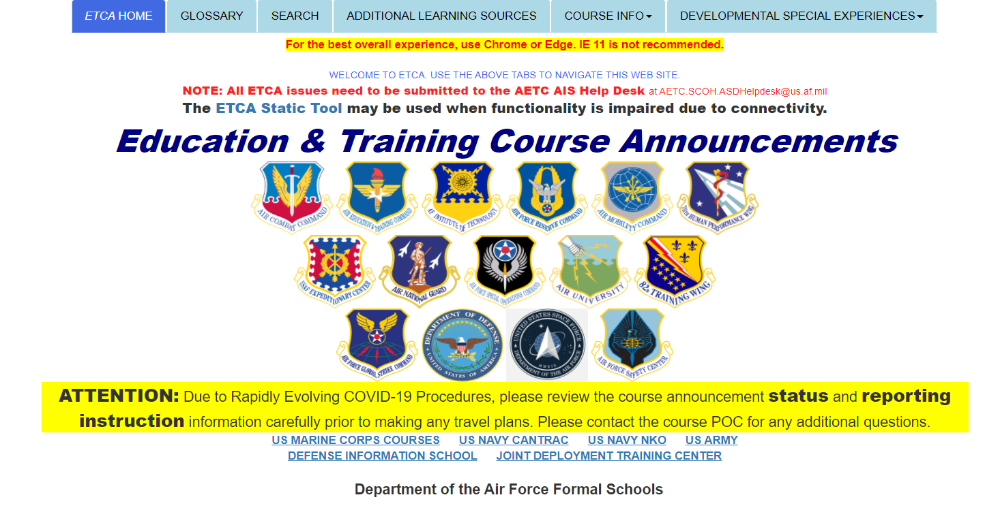 ETCA HOME
GLOSSARY
SEARCH
ADDITIONAL LEARNING SOURCES
COURSE INFO
DEVELOPMENTAL SPECIAL EXPERIENCES
For the best overall experience, use Chrome or Edge. IE 11 is not recommended.
WELCOME TO ETCA. USE THE ABOVE TABS TO NAVIGATE THIS WEB SITE.
NOTE: All ETCA issues need to be submitted to the AETC AIS Help Desk at AETC.SCOH.ASDHelpdesk@us.af.mil
The ETCA Static Tool may be used when functionality is impaired due to connectivity.
Education & Training Course Announcements
AIR COMBAT COMMAND
AIR EDUCATION & TRAINING COMMAND
AF INSTITUTE OF TECHNOLOGY
AIR FORCE RESERVE COMMAND
AIR MOBILITY COMMAND
711th HUMAN PERFORMANCE WING
USAF EXPEDITIONARY CENTER
AIR NATIONAL GUARD
AIR FORCE SPECIAL OPERATIONS COMMAND
AIR UNIVERSITY
82D TRAINING WING
AIR FORCE GLOBAL STRIKE COMMAND
DEPARTMENT OF DEFENSE
UNITED STATES OF AMERICA
UNITED STATES SPACE FORCE
MMXIX
DEPARTMENT OF THE AIR FORCE
AIR FORCE SAFETY CENTER
ATTENTION: Due to Rapidly Evolving COVID-19 Procedures, please review the course announcement status and reporting
instruction information carefully prior to making any travel plans. Please contact the course POC for any additional questions.
US MARINE CORPS COURSES US NAVY CANTRAC US NAVY NKO US ARMY
DEFENSE INFORMATION SCHOOL JOINT DEPLOYMENT TRAINING CENTER
Department of the Air Force Formal Schools